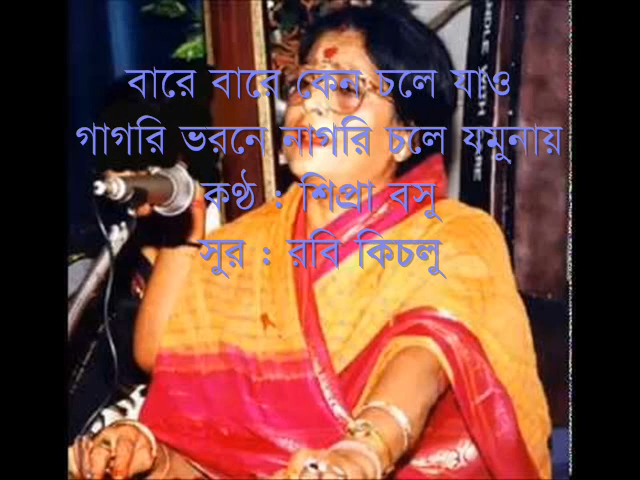 বারে বারে কেন চলে যাও
গাগরি ভরনে নাগরি চলে যমুনায়
কণ্ঠ : শিপ্রা বসু
সুর : রবি কিচলু